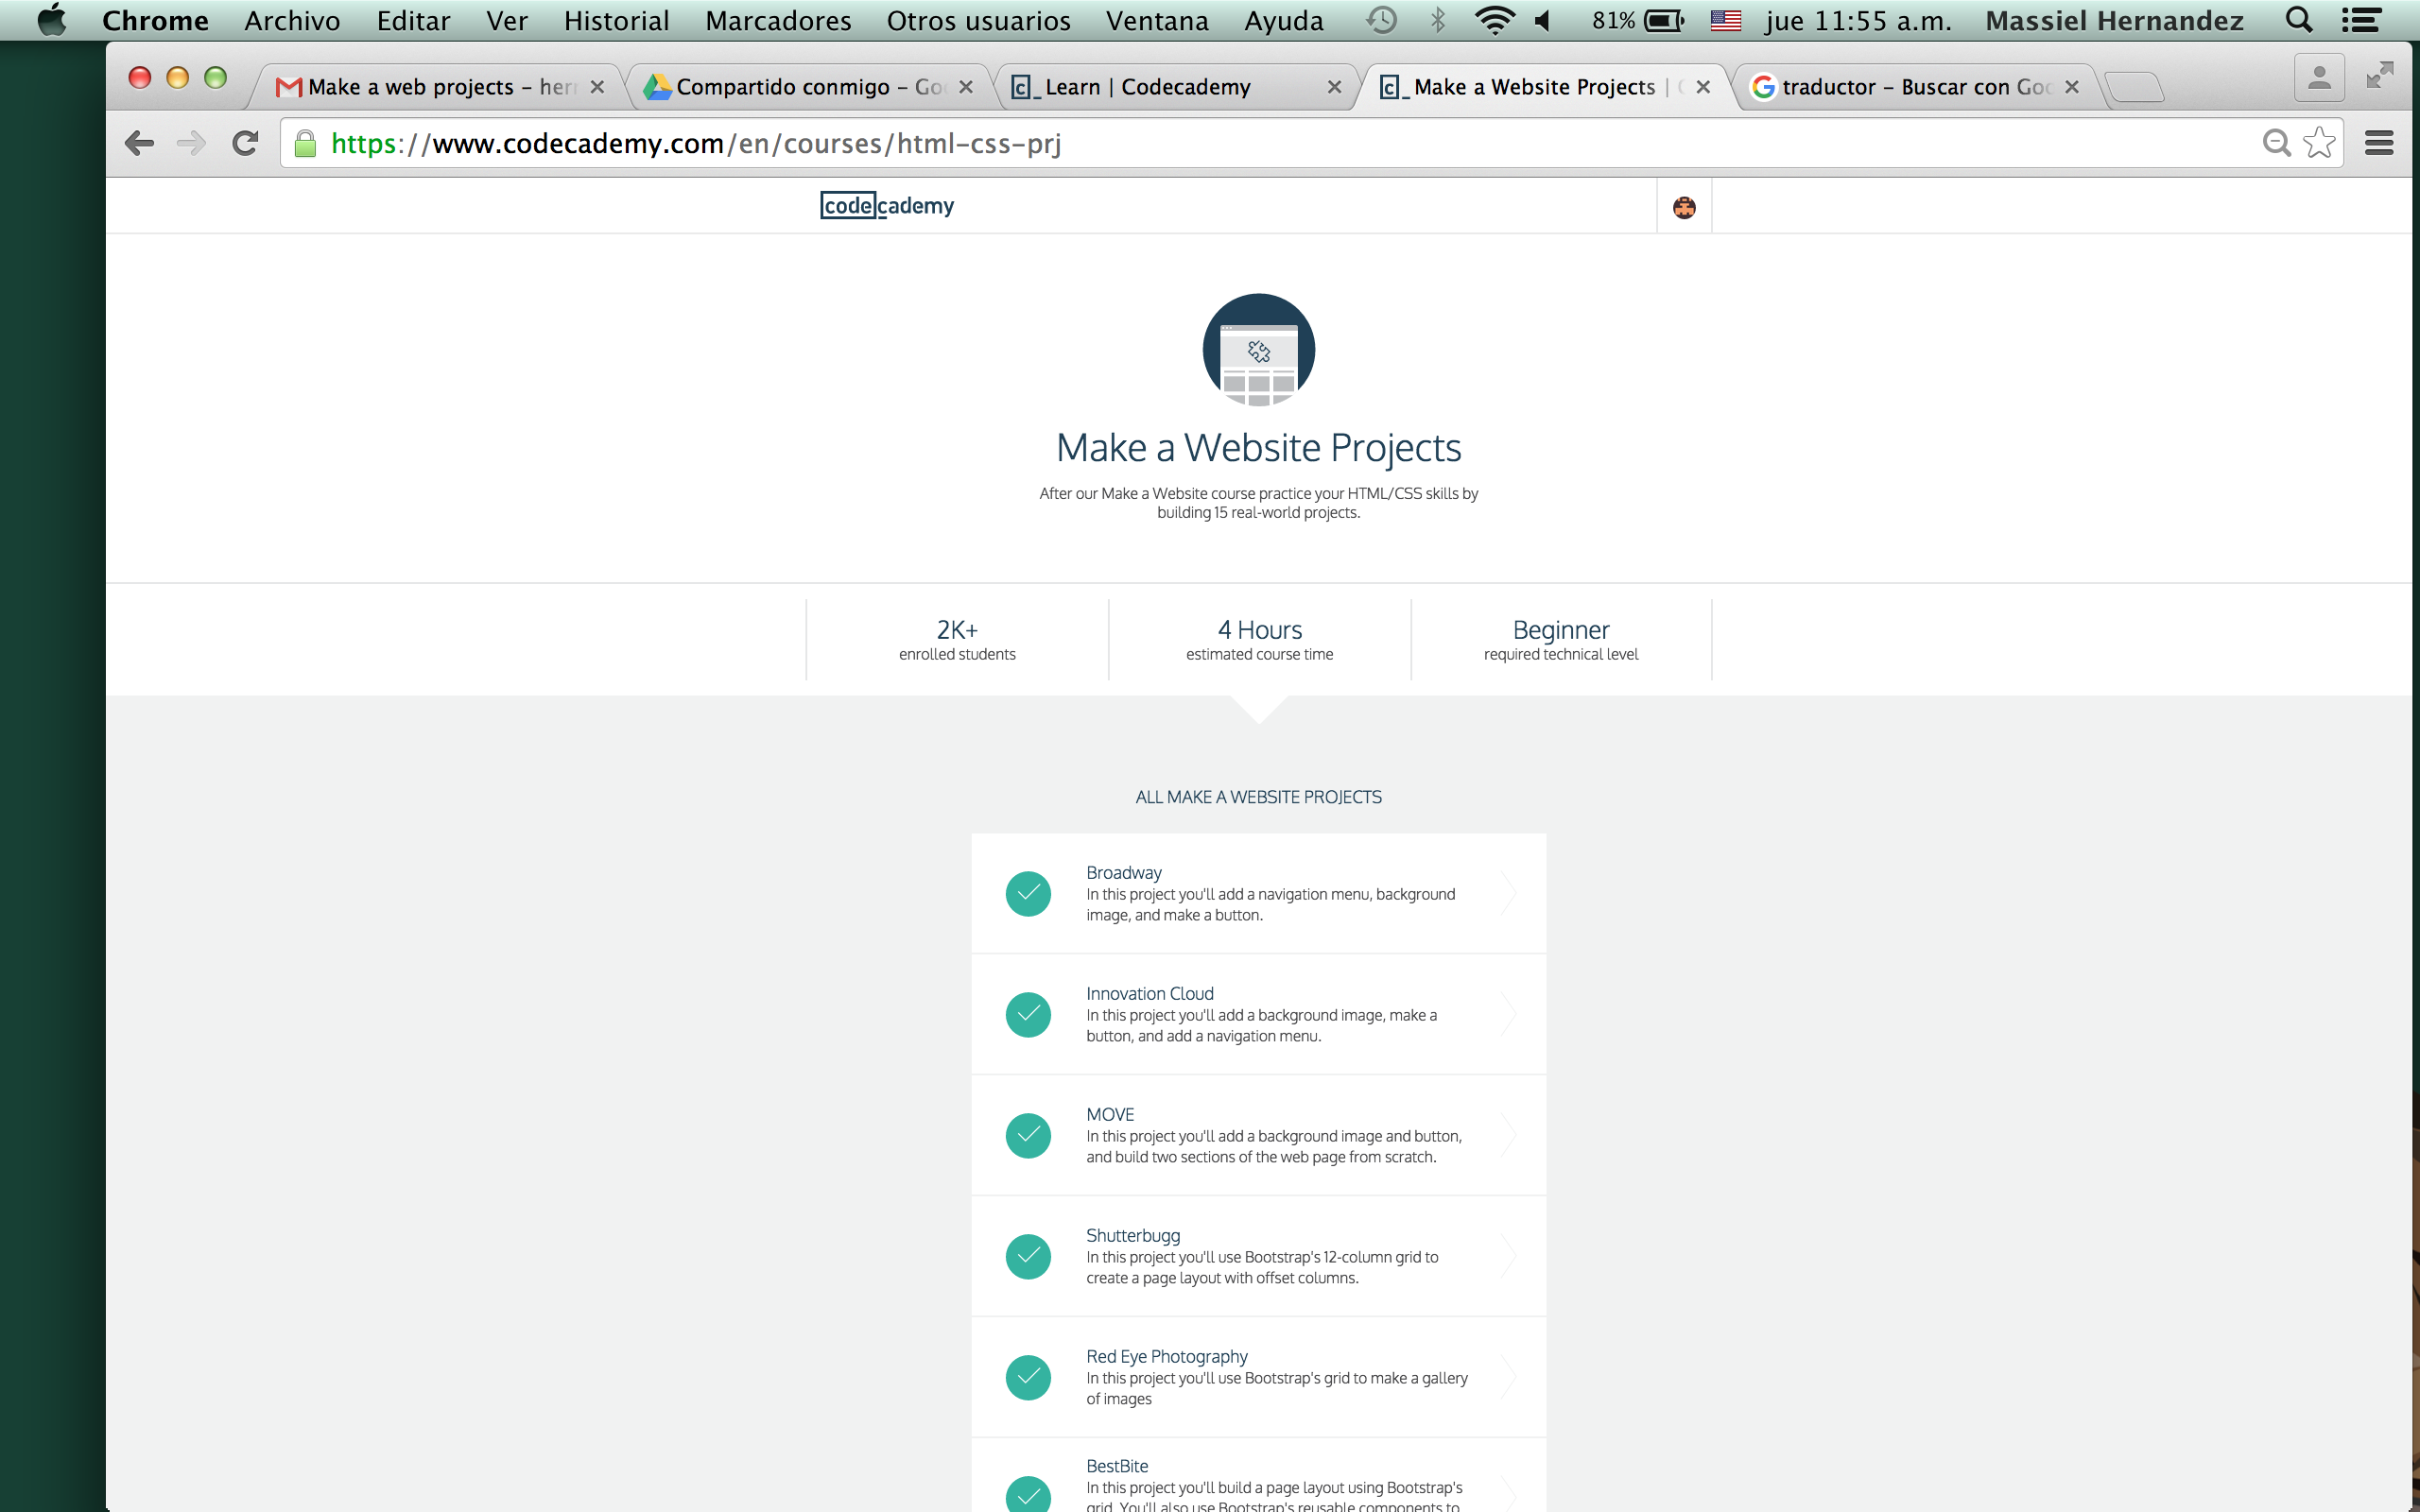 Chrome Archivo Editar Ver Historial Marcadores Otros usuarios Ventana Ayuda 81% jue 11:55 a.m. Massiel Hernandez
Make a web projects – her Compartido conmigo – Go c_ Learn | Codecademy c_ Make a Website Projects | traductor – Buscar con Goo
https://www.codecademy.com/en/courses/html-css-prj
codecademy
Make a Website Projects
After our Make a Website course practice your HTML/CSS skills by
building 15 real-world projects.
2K+
enrolled students
4 Hours
estimated course time
Beginner
required technical level
ALL MAKE A WEBSITE PROJECTS
Broadway
In this project you'll add a navigation menu, background
image, and make a button.
Innovation Cloud
In this project you'll add a background image, make a
button, and add a navigation menu.
MOVE
In this project you'll add a background image and button,
and build two sections of the web page from scratch.
Shutterbugg
In this project you'll use Bootstrap's 12-column grid to
create a page layout with offset columns.
Red Eye Photography
In this project you'll use Bootstrap's grid to make a gallery
of images
BestBite
In this project you'll build a page layout using Bootstrap's
grid. You'll also use Bootstrap's reusable components to